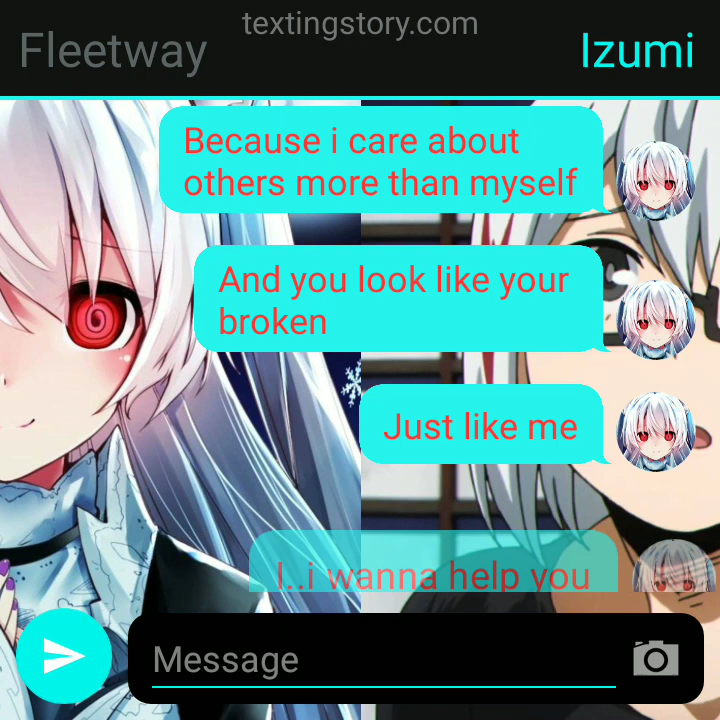 textingstory.com
Fleetway
Izumi
Because i care about
others more than myself
And you look like your
broken
Just like me
I..i wanna help you
Message